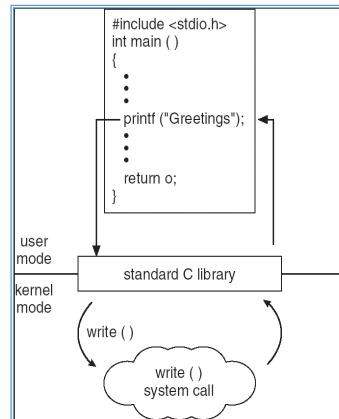 #include <stdio.h>
int main ( )
{
•
•
•
printf ("Greetings");
•
•
•
return o;
}
user
mode
standard C library
kernel
mode
write ( )
write ( )
system call